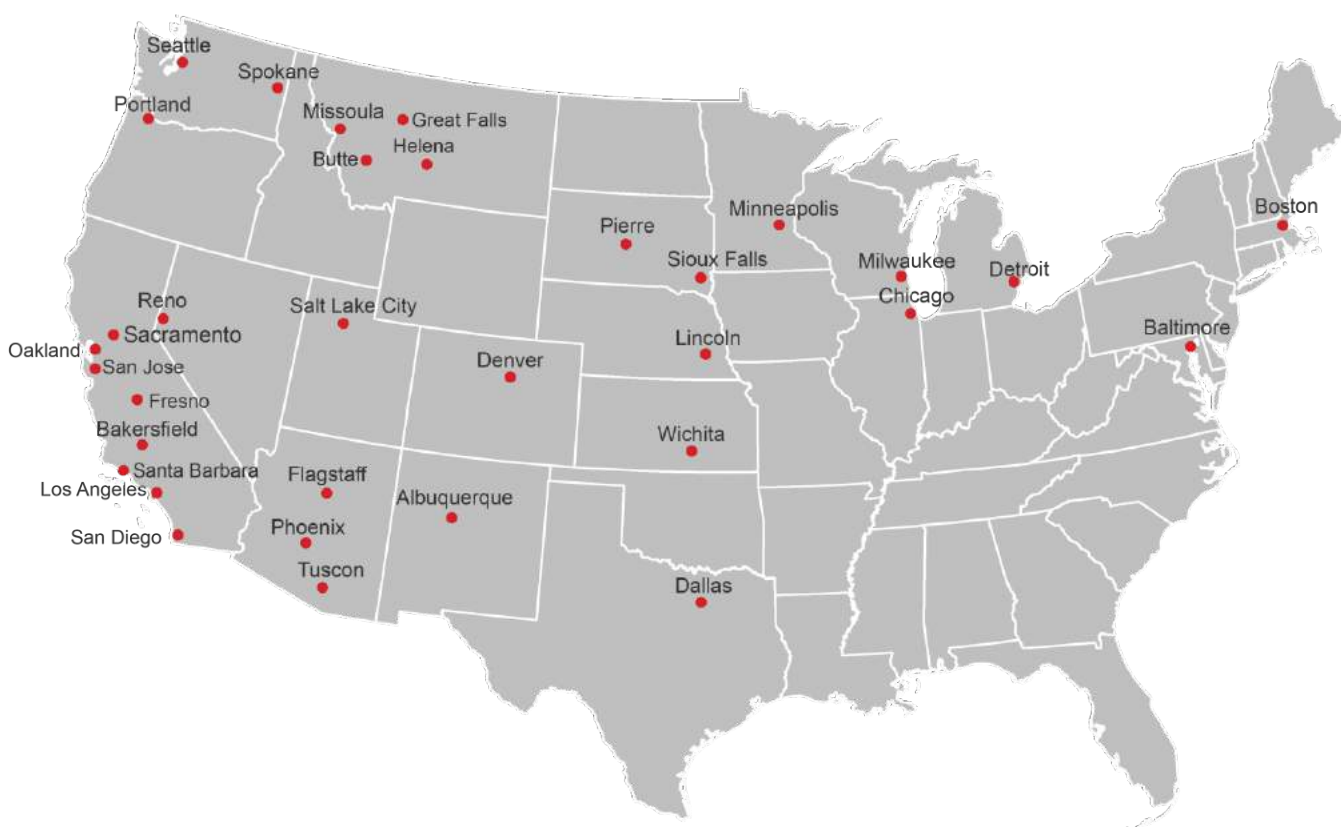 Seattle
Spokane
Portland
Missoula
Great Falls
Helena
Butte
Minneapolis
Boston
Pierre
Sioux Falls
Milwaukee
Detroit
Reno
Salt Lake City
Chicago
Sacramento
Baltimore
Oakland
Lincoln
San Jose
Denver
Fresno
Bakersfield
Wichita
Santa Barbara
Flagstaff
Los Angeles
Albuquerque
Phoenix
San Diego
Tuscon
Dallas